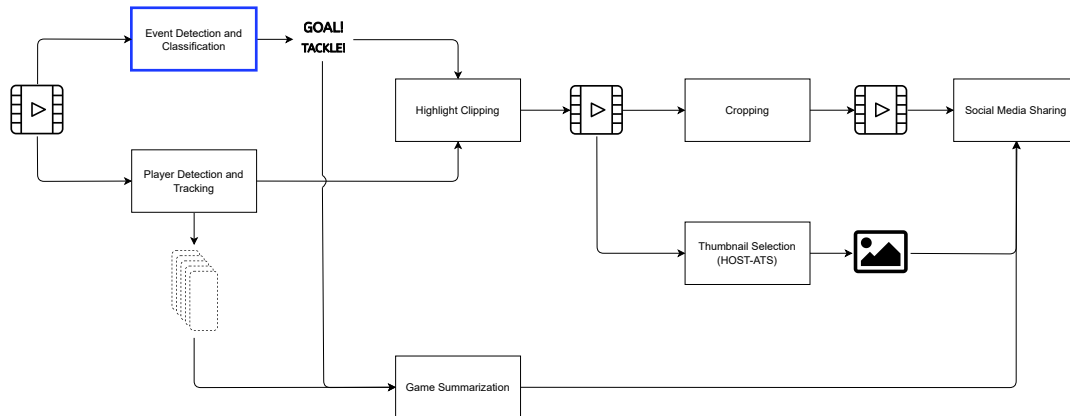 Event Detection and
Classification
GOAL!
TACKLE!
Highlight Clipping
Cropping
Social Media Sharing
Player Detection and
Tracking
Thumbnail Selection
(HOST-ATS)
Game Summarization